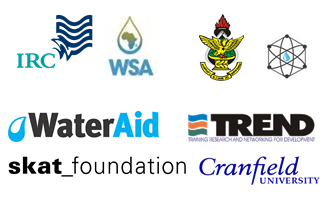 IRC
WSA
WaterAid
TREND
TRAINING RESEARCH AND NETWORKING FOR DEVELOPMENT
skat_foundation
Cranfield
UNIVERSITY